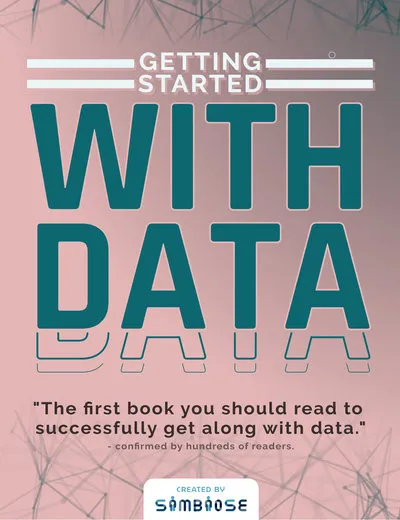 GETTING
STARTED
WITH
DATA
DATA
"The first book you should read to
successfully get along with data."
- confirmed by hundreds of readers.
CREATED BY
SIMBIOSE